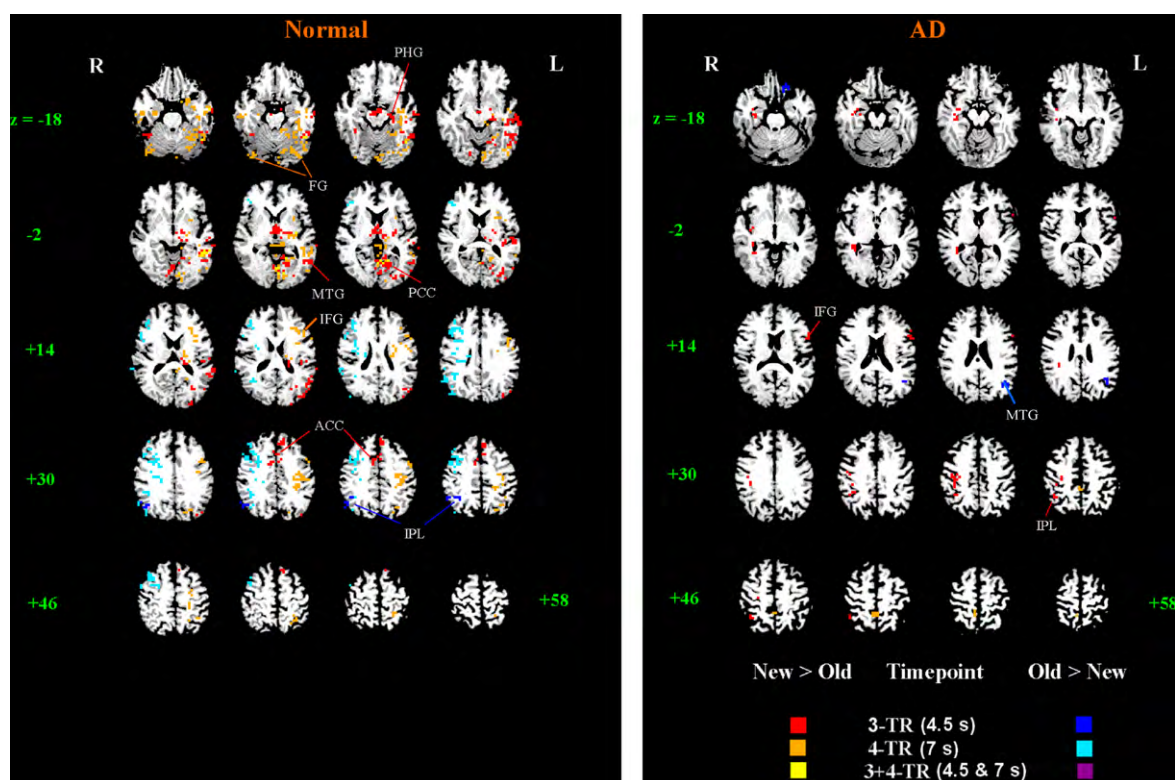 Normal
R
PHG
L
z = -18
FG
-2
MTG
PCC
IFG
+14
ACC
+30
IPL
+46
+58
AD
R
L
z = -18
-2
IFG
+14
MTG
+30
IPL
+46
+58
New > Old Timepoint Old > New
3-TR (4.5 s)
4-TR (7 s)
3+4-TR (4.5 & 7 s)